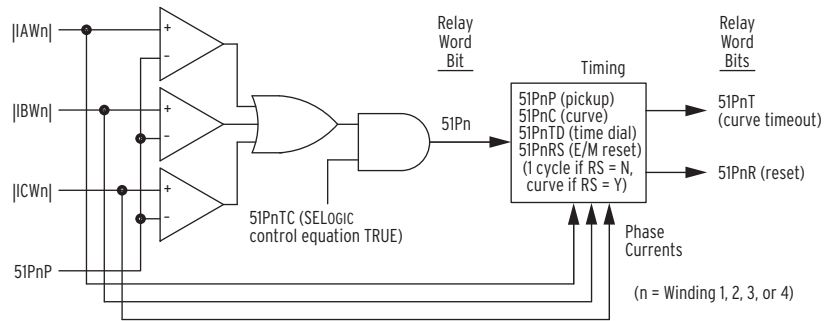 |IAWn|
+
-
|IBWn|
+
-
|ICWn|
+
-
51PnP
51PnTC (SELOGIC
control equation TRUE)
Relay
Word
Bit
51Pn
Timing
51PnP (pickup)
51PnC (curve)
51PnTD (time dial)
51PnRS (E/M reset)
(1 cycle if RS = N,
curve if RS = Y)
Relay
Word
Bits
51PnT
(curve timeout)
51PnR (reset)
Phase
Currents
(n = Winding 1, 2, 3, or 4)